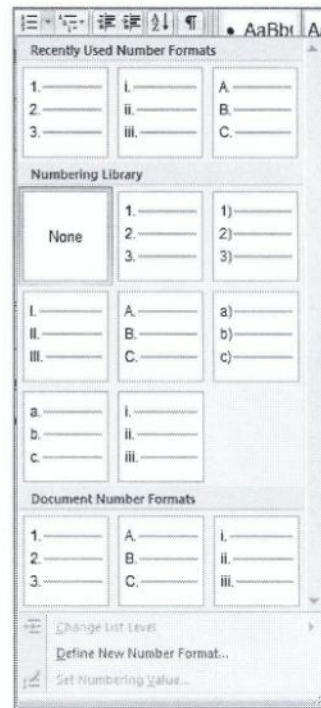 AaBb( A
Recently Used Number Formats
1. i. A.
2. ii. B.
3. iii. C.
Numbering Library
None
1. 1)
2. 2)
3. 3)
I. A. a)
II. B. b)
III. C. c)
a. i.
b. ii.
c. iii.
Document Number Formats
1. A. i.
2. B. ii.
3. C. iii.
Change List Level
Define New Number Format...
Set Numbering Value...